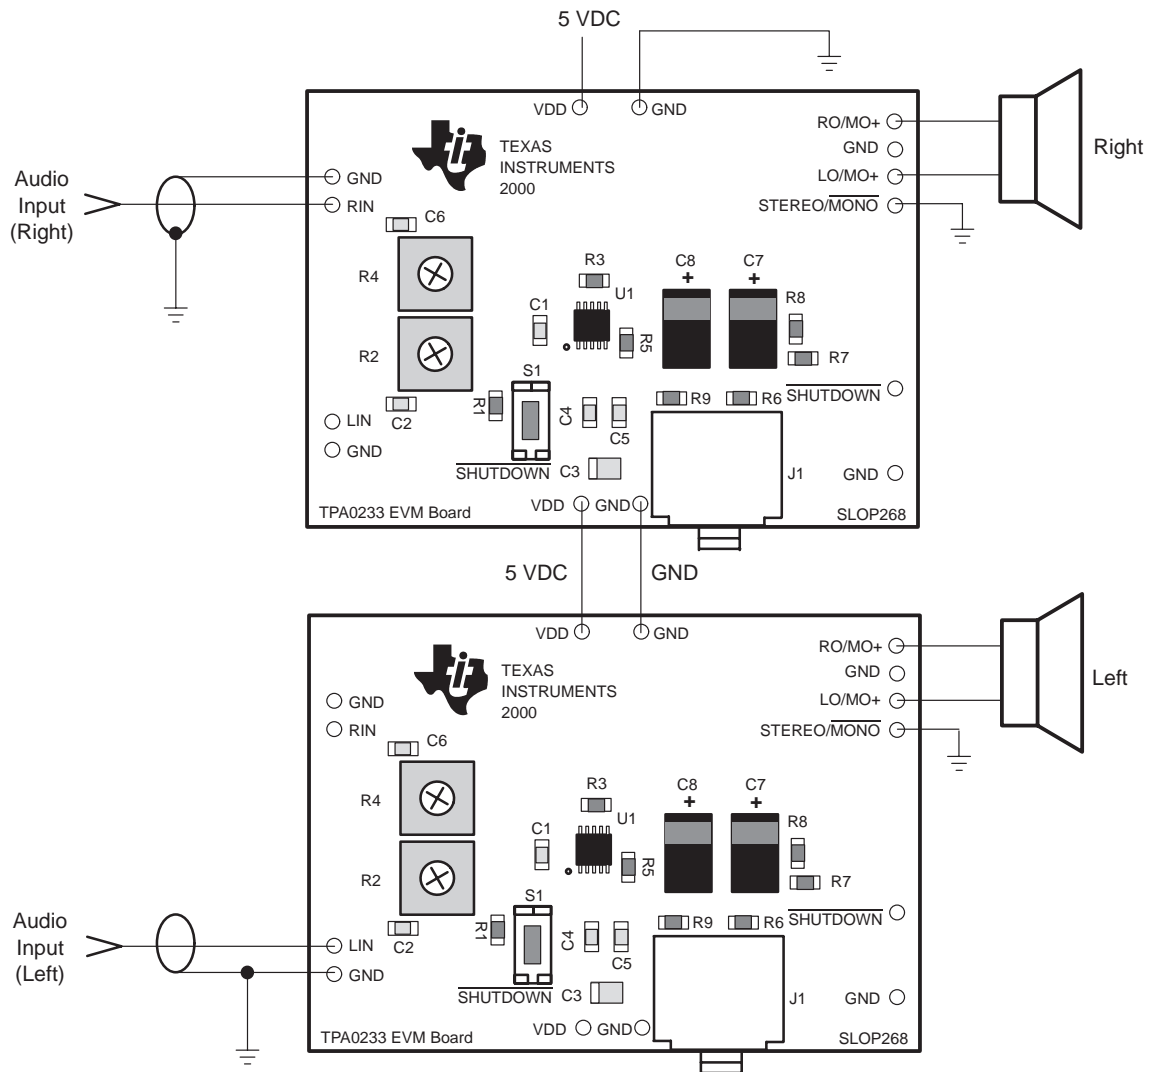 5 VDC
VDD
GND
RO/MO+
GND
LO/MO+
STEREO/MONO
Right
TEXAS
INSTRUMENTS
2000
Audio
Input
(Right)
GND
RIN
C6
R4
R2
C2
LIN
GND
R3
U1
C1
R5
C8
+
C7
+
R8
R7
S1
R1
C4
C5
R9
R6
SHUTDOWN
SHUTDOWN
C3
J1
GND
VDD
GND
TPA0233 EVM Board
SLOP268
5 VDC
GND
VDD
GND
RO/MO+
GND
LO/MO+
STEREO/MONO
Left
TEXAS
INSTRUMENTS
2000
GND
RIN
C6
R4
R2
C2
Audio
Input
(Left)
LIN
GND
R3
U1
C1
R5
C8
+
C7
+
R8
R7
S1
R1
C4
C5
R9
R6
SHUTDOWN
SHUTDOWN
C3
J1
GND
VDD
GND
TPA0233 EVM Board
SLOP268